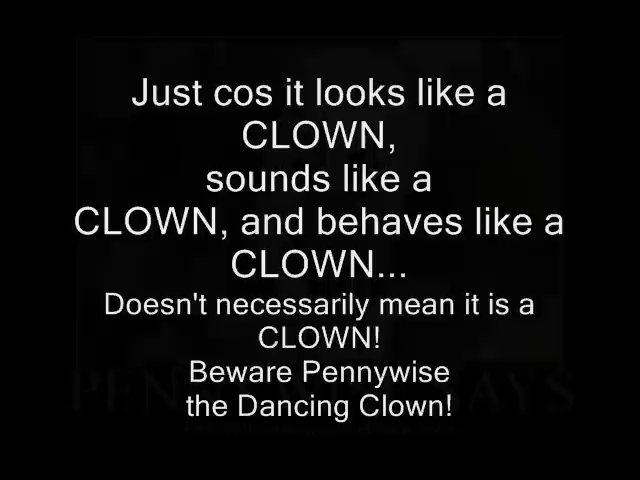 Just cos it looks like a
CLOWN,
sounds like a
CLOWN, and behaves like a
CLOWN...
Doesn't necessarily mean it is a
CLOWN!
Beware Pennywise
the Dancing Clown!